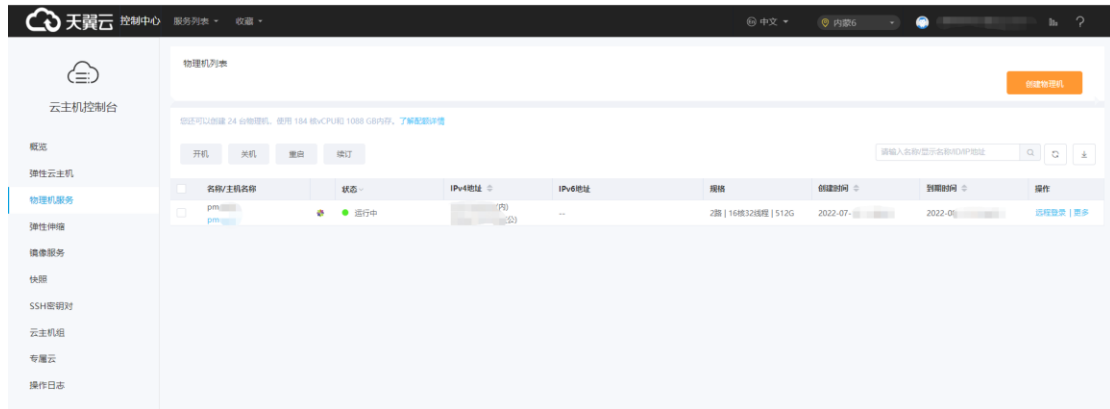 天翼云 控制中心 服务列表 收藏 中文 内蒙6 ?
云主机控制台
概览
弹性云主机
物理机服务
弹性伸缩
镜像服务
快照
SSH密钥对
云主机组
专属云
操作日志
物理机列表
创建物理机
您还可以创建 24 台物理机，使用 184 核vCPU和 1088 GB内存。了解配额详情
开机 关机 重启 续订
请输入名称/显示名称/ID/IP地址
名称/主机名称 状态 IPv4地址 IPv6地址 规格 创建时间 到期时间 操作
pm (内)
运行中 -- 2路 | 16核32线程 | 512G 2022-07- 2022-0 远程登录 | 更多
pm (公)